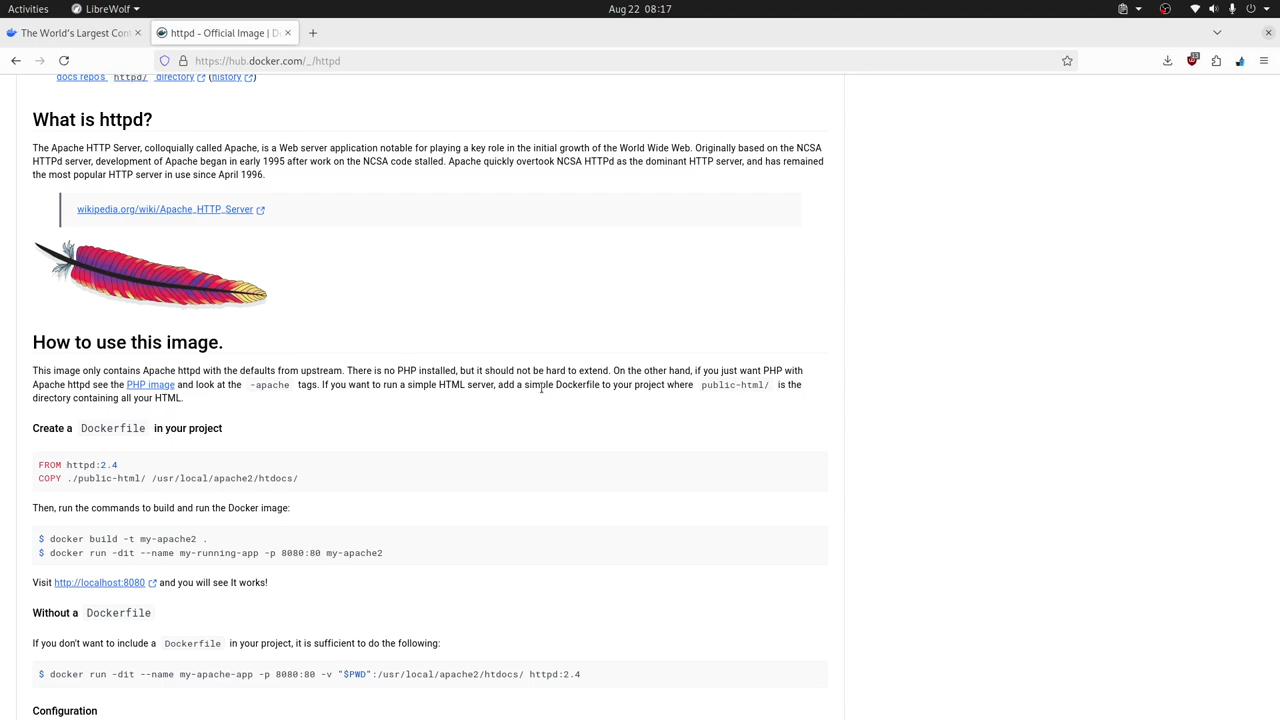 Activities
LibreWolf
Aug 22 08:17
The World's Largest Con
httpd - Official Image | D
https://hub.docker.com/_/httpd
13
docs repo's httpd/ directory (history)
What is httpd?
The Apache HTTP Server, colloquially called Apache, is a Web server application notable for playing a key role in the initial growth of the World Wide Web. Originally based on the NCSA
HTTPd server, development of Apache began in early 1995 after work on the NCSA code stalled. Apache quickly overtook NCSA HTTPd as the dominant HTTP server, and has remained
the most popular HTTP server in use since April 1996.
wikipedia.org/wiki/Apache_HTTP_Server
How to use this image.
This image only contains Apache httpd with the defaults from upstream. There is no PHP installed, but it should not be hard to extend. On the other hand, if you just want PHP with
Apache httpd see the PHP image and look at the -apache tags. If you want to run a simple HTML server, add a simple Dockerfile to your project where public-html/ is the
directory containing all your HTML.
Create a Dockerfile in your project
FROM httpd:2.4
COPY ./public-html/ /usr/local/apache2/htdocs/
Then, run the commands to build and run the Docker image:
$ docker build -t my-apache2 .
$ docker run -dit --name my-running-app -p 8080:80 my-apache2
Visit http://localhost:8080 and you will see It works!
Without a Dockerfile
If you don't want to include a Dockerfile in your project, it is sufficient to do the following:
$ docker run -dit --name my-apache-app -p 8080:80 -v "$PWD":/usr/local/apache2/htdocs/ httpd:2.4
Configuration